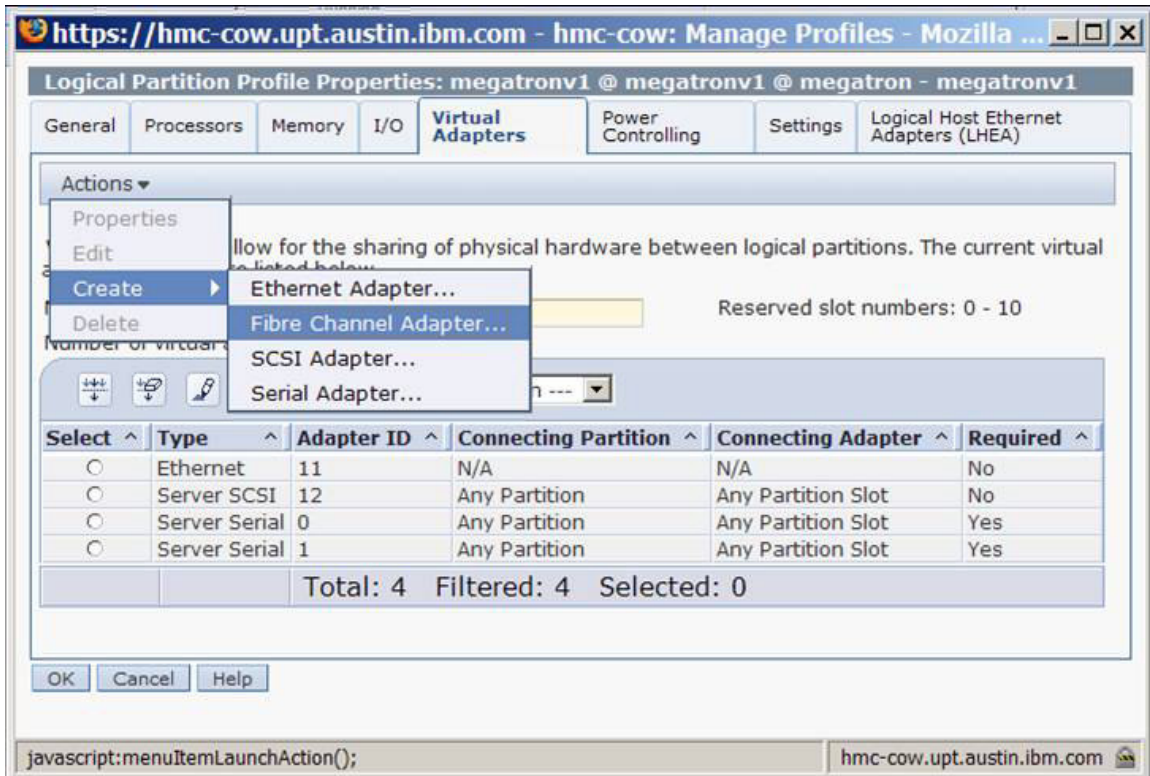 https://hmc-cow.upt.austin.ibm.com - hmc-cow: Manage Profiles - Mozilla ...
Logical Partition Profile Properties: megatronv1 @ megatronv1 @ megatron - megatronv1
General Processors Memory I/O Virtual Adapters Power Controlling Settings Logical Host Ethernet Adapters (LHEA)
Actions
Properties
Edit
Create
Delete
Ethernet Adapter...
Fibre Channel Adapter...
SCSI Adapter...
Serial Adapter...
llow for the sharing of physical hardware between logical partitions. The current virtual
Reserved slot numbers: 0 - 10
Number of virtual
n ---
Select ^ Type ^ Adapter ID ^ Connecting Partition ^ Connecting Adapter ^ Required ^
Ethernet 11 N/A N/A No
Server SCSI 12 Any Partition Any Partition Slot No
Server Serial 0 Any Partition Any Partition Slot Yes
Server Serial 1 Any Partition Any Partition Slot Yes
Total: 4 Filtered: 4 Selected: 0
OK Cancel Help
javascript:menuItemLaunchAction();
hmc-cow.upt.austin.ibm.com